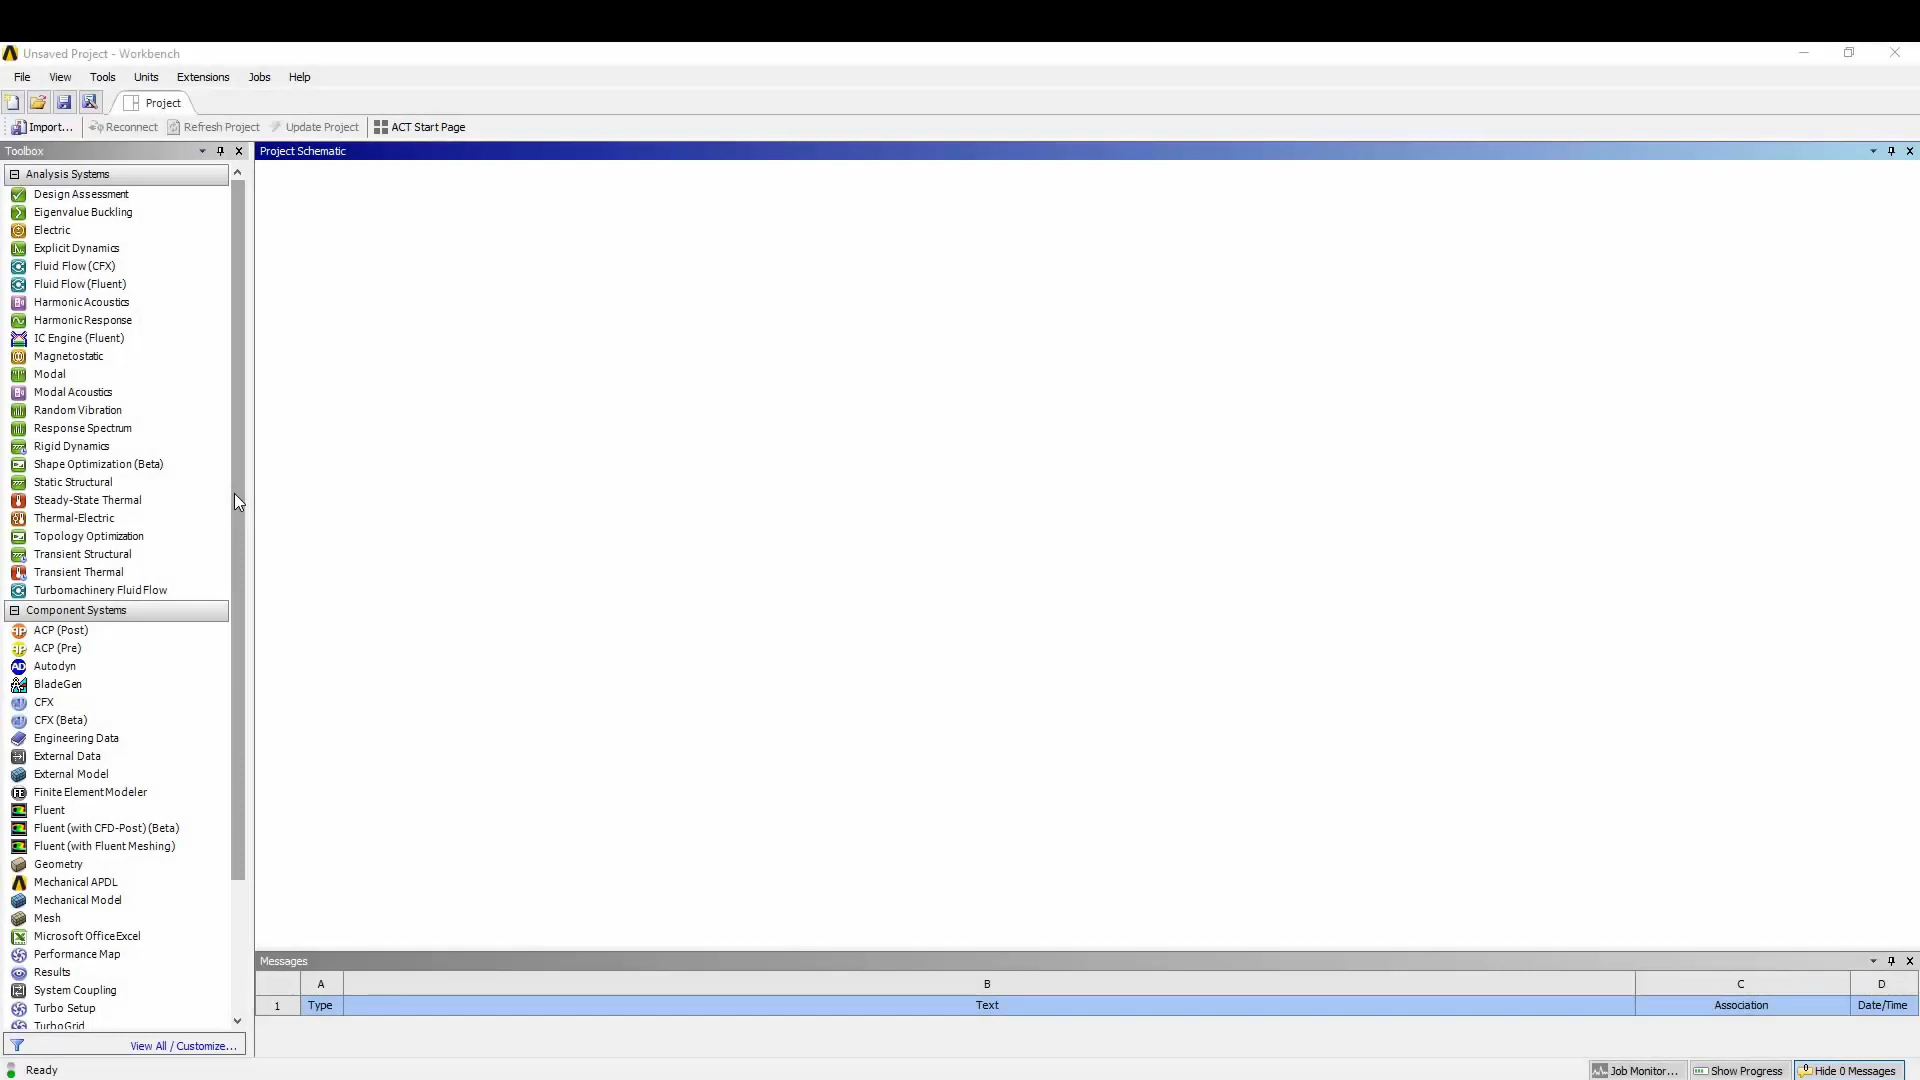 Unsaved Project - Workbench
File View Tools Units Extensions Jobs Help
Project
Import... Reconnect Refresh Project Update Project ACT Start Page
Toolbox
Project Schematic
Analysis Systems
Design Assessment
Eigenvalue Buckling
Electric
Explicit Dynamics
Fluid Flow (CFX)
Fluid Flow (Fluent)
Harmonic Acoustics
Harmonic Response
IC Engine (Fluent)
Magnetostatic
Modal
Modal Acoustics
Random Vibration
Response Spectrum
Rigid Dynamics
Shape Optimization (Beta)
Static Structural
Steady-State Thermal
Thermal-Electric
Topology Optimization
Transient Structural
Transient Thermal
Turbomachinery Fluid Flow
Component Systems
ACP (Post)
ACP (Pre)
Autodyn
BladeGen
CFX
CFX (Beta)
Engineering Data
External Data
External Model
Finite Element Modeler
Fluent
Fluent (with CFD-Post) (Beta)
Fluent (with Fluent Meshing)
Geometry
Mechanical APDL
Mechanical Model
Mesh
Microsoft Office Excel
Performance Map
Results
System Coupling
Turbo Setup
TurboGrid
View All / Customize...
Messages
A B C D
1 Type Text Association Date/Time
Ready
Job Monitor... Show Progress Hide 0 Messages